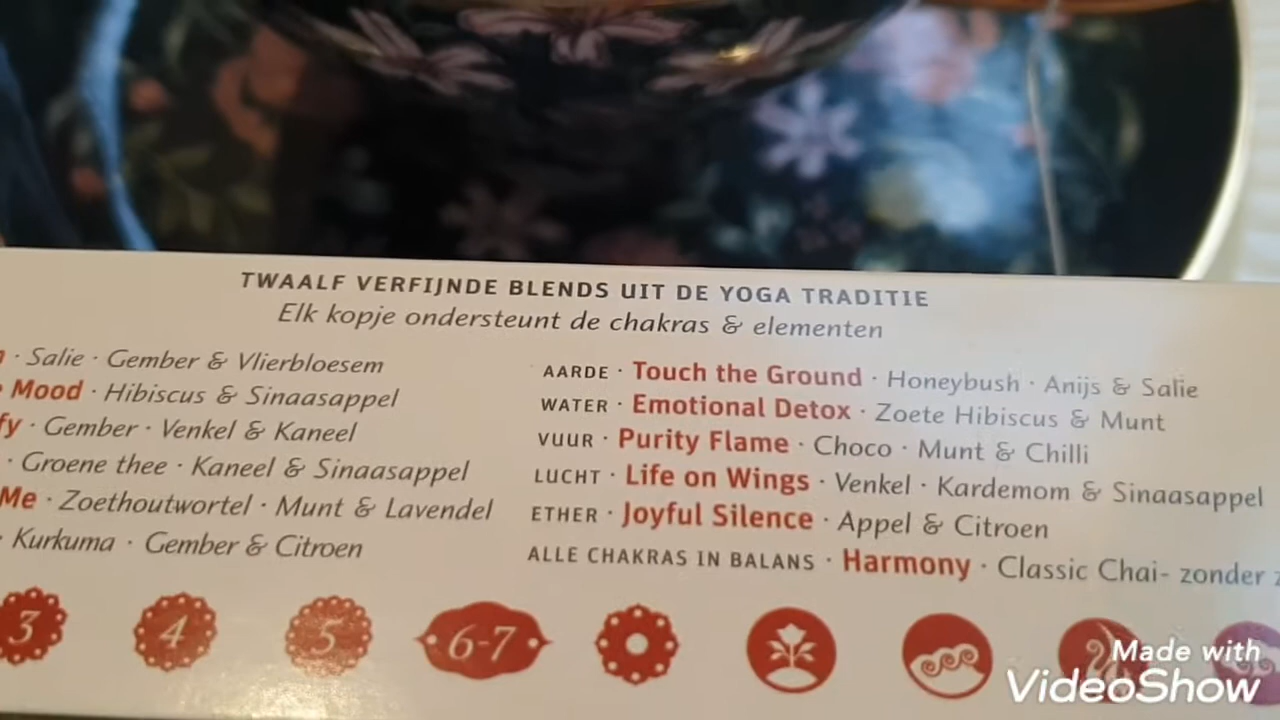 TWAALF VERFIJNDE BLENDS UIT DE YOGA TRADITIE
Elk kopje ondersteunt de chakras & elementen
· Salie · Gember & Vlierbloesem
Mood · Hibiscus & Sinaasappel
fy · Gember · Venkel & Kaneel
· Groene thee · Kaneel & Sinaasappel
Me · Zoethoutwortel · Munt & Lavendel
· Kurkuma · Gember & Citroen
AARDE · Touch the Ground · Honeybush · Anijs & Salie
WATER · Emotional Detox · Zoete Hibiscus & Munt
VUUR · Purity Flame · Choco · Munt & Chilli
LUCHT · Life on Wings · Venkel · Kardemom & Sinaasappel
ETHER · Joyful Silence · Appel & Citroen
ALLE CHAKRAS IN BALANS · Harmony · Classic Chai- zonder
3 4 5 6-7
Made with
VideoShow